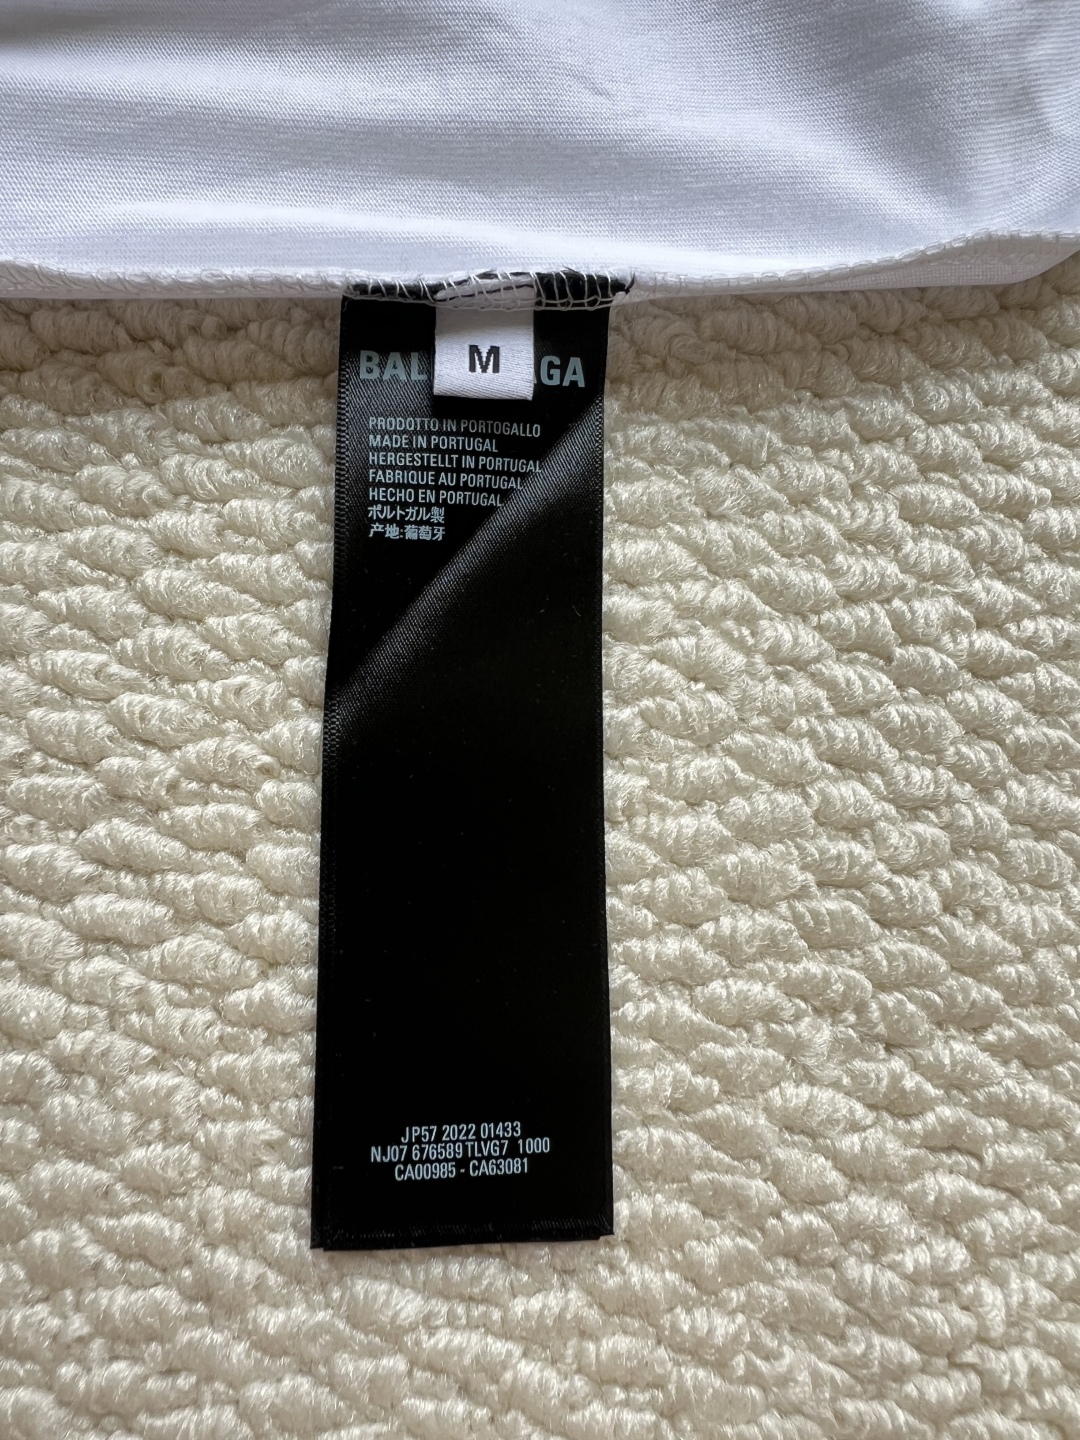 BAL M GA
PRODOTTO IN PORTOGALLO
MADE IN PORTUGAL
HERGESTELLT IN PORTUGAL
FABRIQUE AU PORTUGAL
HECHO EN PORTUGAL
ポルトガル製
产地:葡萄牙
JP57 2022 01433
NJ07 676589 TLVG7 1000
CA00985 - CA63081